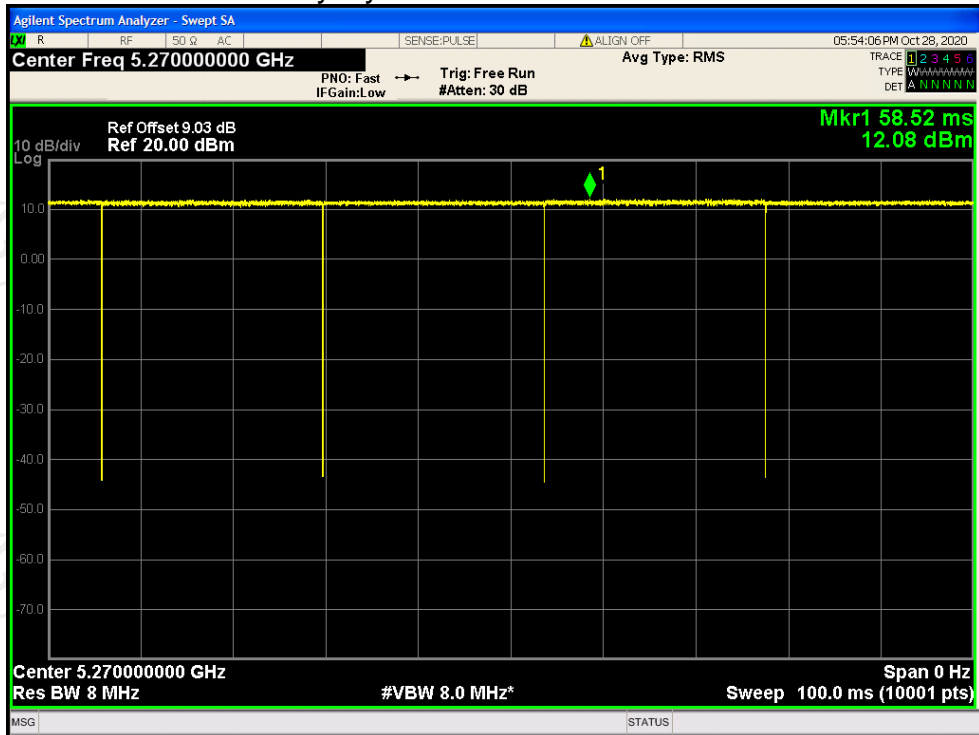 Agilent Spectrum Analyzer - Swept SA
LXI R RF 50 Ω AC SENSE:PULSE ALIGN OFF 05:54:06 PM Oct 28, 2020
Center Freq 5.270000000 GHz Avg Type: RMS TRACE 1 2 3 4 5 6
PNO: Fast Trig: Free Run TYPE
IFGain:Low #Atten: 30 dB DET A N N N N N
Mkr1 58.52 ms
Ref Offset 9.03 dB
10 dB/div Ref 20.00 dBm 12.08 dBm
Log
1
10.0
0.00
-10.0
-20.0
-30.0
-40.0
-50.0
-60.0
-70.0
Center 5.270000000 GHz Span 0 Hz
Res BW 8 MHz #VBW 8.0 MHz* Sweep 100.0 ms (10001 pts)
MSG STATUS